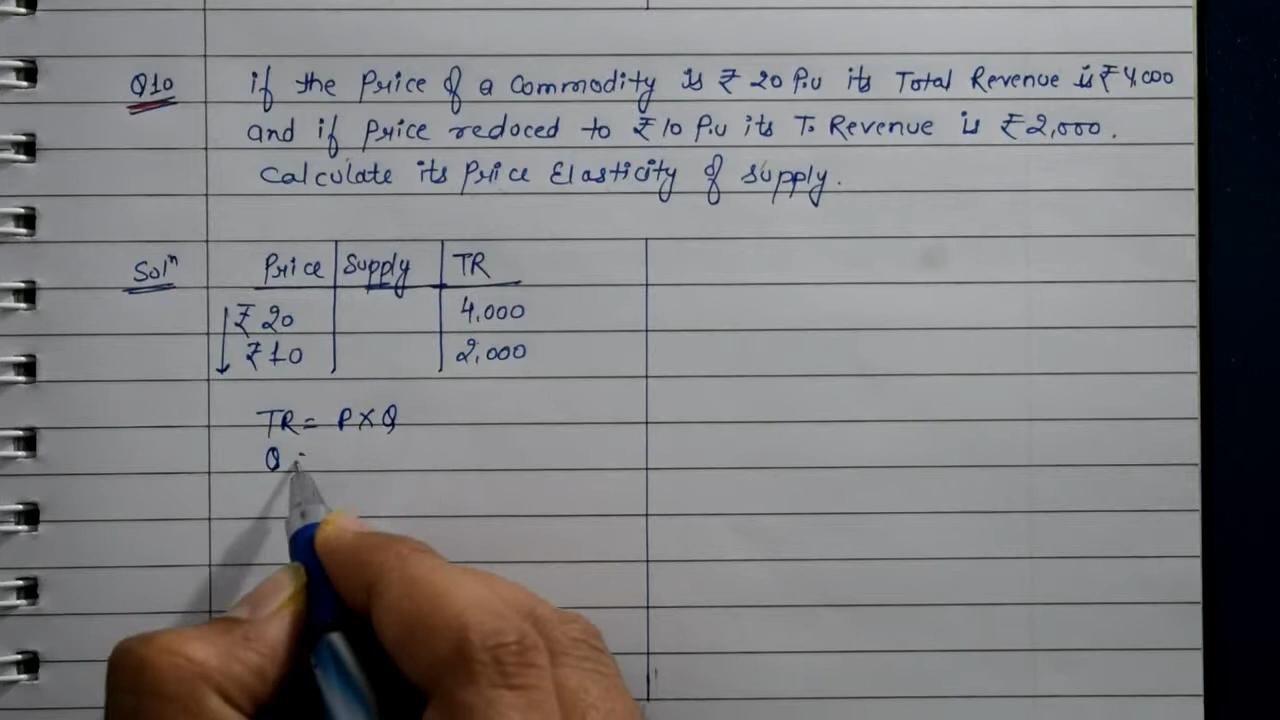 Q10 if the Price of a Commodity is ₹ 20 P.u its Total Revenue is ₹ 4,000
and if Price reduced to ₹ 10 P.u its T. Revenue is ₹ 2,000.
Calculate its Price Elasticity of supply.
Solⁿ Price Supply TR
₹ 20 4,000
₹ 10 2,000
TR = P X Q
Q =